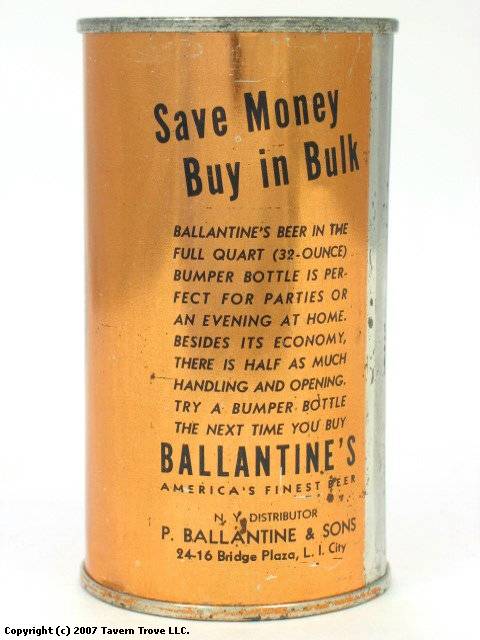 Save Money
Buy in Bulk
BALLANTINE'S BEER IN THE
FULL QUART (32-OUNCE)
BUMPER BOTTLE IS PER-
FECT FOR PARTIES OR
AN EVENING AT HOME.
BESIDES ITS ECONOMY,
THERE IS HALF AS MUCH
HANDLING AND OPENING.
TRY A BUMPER BOTTLE
THE NEXT TIME YOU BUY
BALLANTINE'S
AMERICA'S FINEST BEER
N. Y. DISTRIBUTOR
P. BALLANTINE & SONS
24-16 Bridge Plaza, L. I. City
Copyright (c) 2007 Tavern Trove LLC.